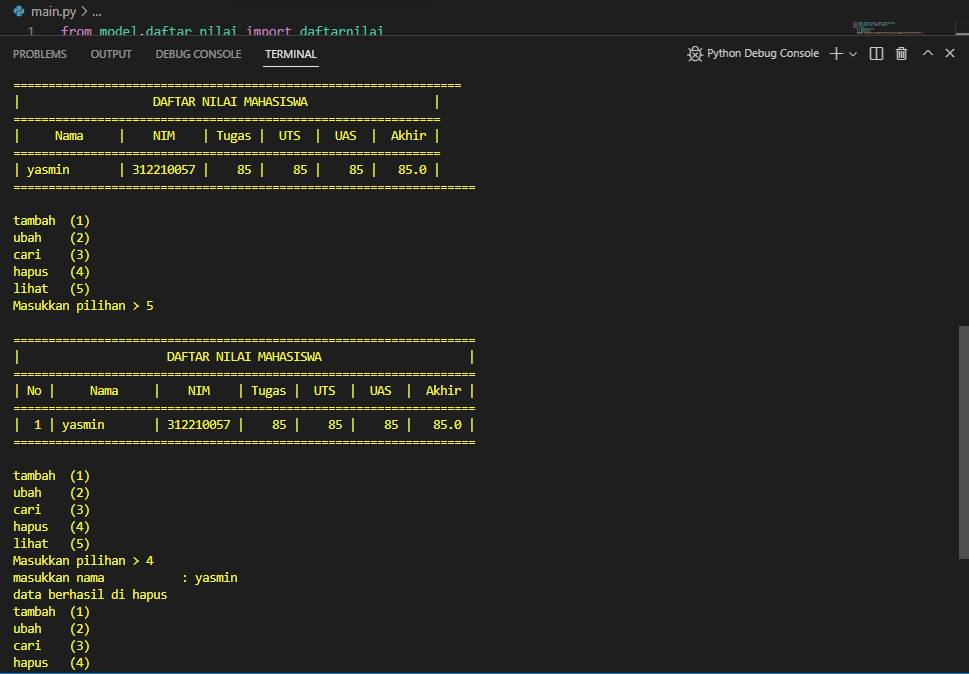 main.py > ...
1 from model.daftar_nilai import daftarnilai
PROBLEMS OUTPUT DEBUG CONSOLE TERMINAL Python Debug Console
================================================================
| DAFTAR NILAI MAHASISWA |
=============================================================
| Nama | NIM | Tugas | UTS | UAS | Akhir |
=============================================================
| yasmin | 312210057 | 85 | 85 | 85 | 85.0 |
==================================================================
tambah (1)
ubah (2)
cari (3)
hapus (4)
lihat (5)
Masukkan pilihan > 5
==================================================================
| DAFTAR NILAI MAHASISWA |
==================================================================
| No | Nama | NIM | Tugas | UTS | UAS | Akhir |
==================================================================
| 1 | yasmin | 312210057 | 85 | 85 | 85 | 85.0 |
==================================================================
tambah (1)
ubah (2)
cari (3)
hapus (4)
lihat (5)
Masukkan pilihan > 4
masukkan nama : yasmin
data berhasil di hapus
tambah (1)
ubah (2)
cari (3)
hapus (4)